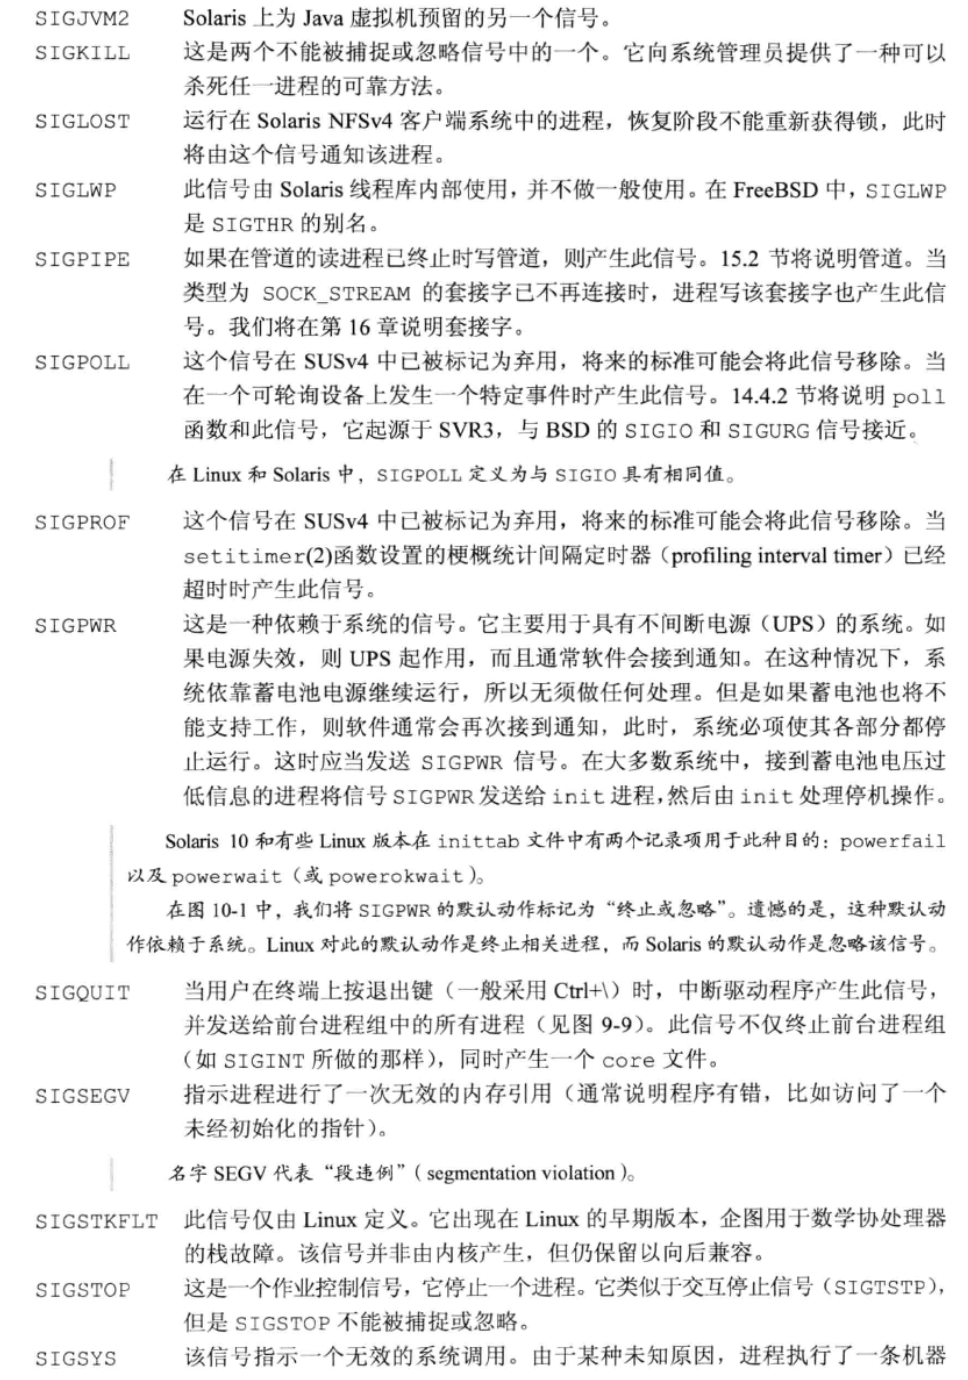 SIGJVM2 Solaris 上为 Java 虚拟机预留的另一个信号。
SIGKILL 这是两个不能被捕捉或忽略信号中的一个。它向系统管理员提供了一种可以
杀死任一进程的可靠方法。
SIGLOST 运行在 Solaris NFSv4 客户端系统中的进程，恢复阶段不能重新获得锁，此时
将由这个信号通知该进程。
SIGLWP 此信号由 Solaris 线程库内部使用，并不做一般使用。在 FreeBSD 中，SIGLWP
是 SIGTHR 的别名。
SIGPIPE 如果在管道的读进程已终止时写管道，则产生此信号。15.2 节将说明管道。当
类型为 SOCK_STREAM 的套接字已不再连接时，进程写该套接字也产生此信
号。我们将在第 16 章说明套接字。
SIGPOLL 这个信号在 SUSv4 中已被标记为弃用，将来的标准可能会将此信号移除。当
在一个可轮询设备上发生一个特定事件时产生此信号。14.4.2 节将说明 poll
函数和此信号，它起源于 SVR3，与 BSD 的 SIGIO 和 SIGURG 信号接近。
在 Linux 和 Solaris 中，SIGPOLL 定义为与 SIGIO 具有相同值。
SIGPROF 这个信号在 SUSv4 中已被标记为弃用，将来的标准可能会将此信号移除。当
setitimer(2)函数设置的梗概统计间隔定时器（profiling interval timer）已经
超时时产生此信号。
SIGPWR 这是一种依赖于系统的信号。它主要用于具有不间断电源（UPS）的系统。如
果电源失效，则 UPS 起作用，而且通常软件会接到通知。在这种情况下，系
统依靠蓄电池电源继续运行，所以无须做任何处理。但是如果蓄电池也将不
能支持工作，则软件通常会再次接到通知，此时，系统必项使其各部分都停
止运行。这时应当发送 SIGPWR 信号。在大多数系统中，接到蓄电池电压过
低信息的进程将信号 SIGPWR 发送给 init 进程，然后由 init 处理停机操作。
Solaris 10 和有些 Linux 版本在 inittab 文件中有两个记录项用于此种目的：powerfail
以及 powerwait（或 powerokwait）。
在图 10-1 中，我们将 SIGPWR 的默认动作标记为“终止或忽略”。遗憾的是，这种默认动
作依赖于系统。Linux 对此的默认动作是终止相关进程，而 Solaris 的默认动作是忽略该信号。
SIGQUIT 当用户在终端上按退出键（一般采用 Ctrl+\）时，中断驱动程序产生此信号，
并发送给前台进程组中的所有进程（见图 9-9）。此信号不仅终止前台进程组
（如 SIGINT 所做的那样），同时产生一个 core 文件。
SIGSEGV 指示进程进行了一次无效的内存引用（通常说明程序有错，比如访问了一个
未经初始化的指针）。
名字 SEGV 代表“段违例”（segmentation violation）。
SIGSTKFLT 此信号仅由 Linux 定义。它出现在 Linux 的早期版本，企图用于数学协处理器
的栈故障。该信号并非由内核产生，但仍保留以向后兼容。
SIGSTOP 这是一个作业控制信号，它停止一个进程。它类似于交互停止信号（SIGTSTP），
但是 SIGSTOP 不能被捕捉或忽略。
SIGSYS 该信号指示一个无效的系统调用。由于某种未知原因，进程执行了一条机器